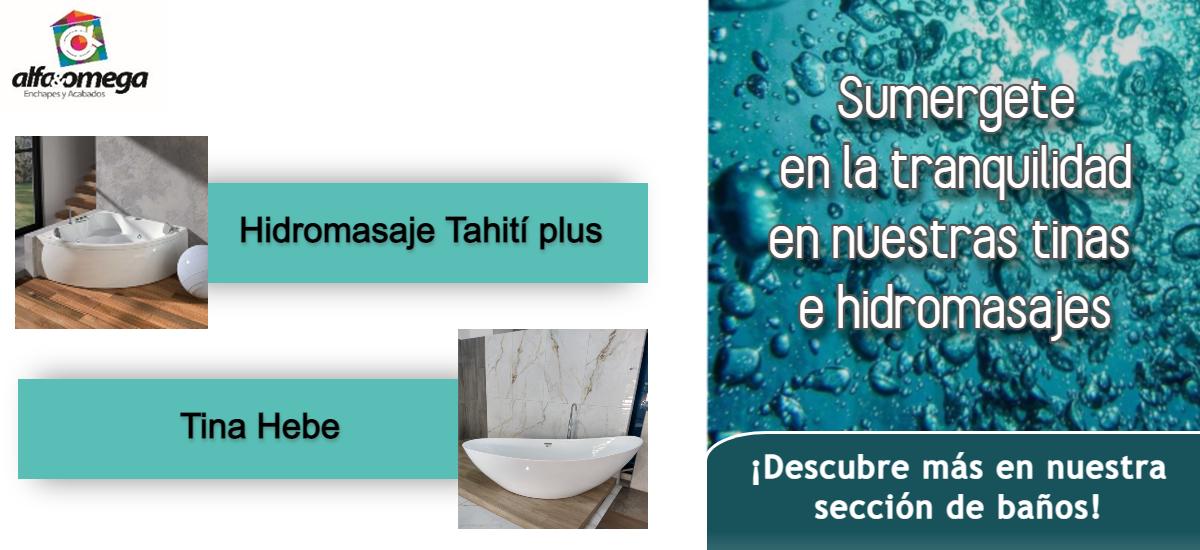 alfa&omega
Enchapes y Acabados
Hidromasaje Tahití plus
Tina Hebe
Sumergete
en la tranquilidad
en nuestras tinas
e hidromasajes
¡Descubre más en nuestra
sección de baños!